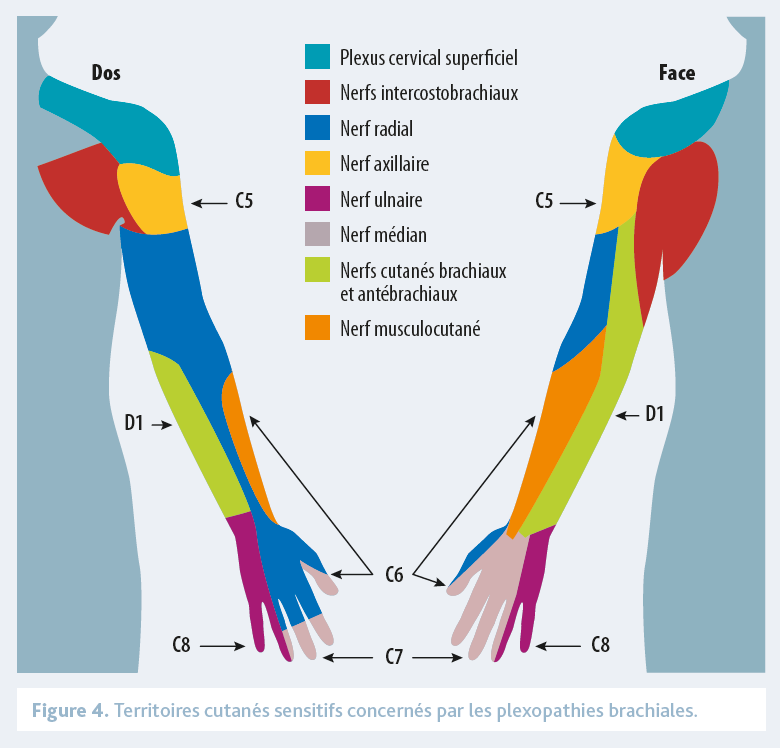 Dos
Face
Plexus cervical superficiel
Nerfs intercostobrachiaux
Nerf radial
Nerf axillaire
Nerf ulnaire
Nerf médian
Nerfs cutanés brachiaux
et antébrachiaux
Nerf musculocutané
C5
C5
D1
D1
C6
C8
C7
C8
Figure 4. Territoires cutanés sensitifs concernés par les plexopathies brachiales.